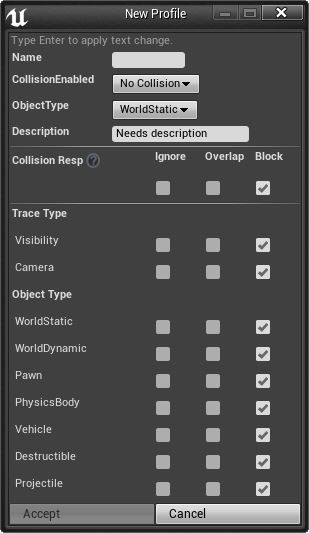 New Profile
Type Enter to apply text change.
Name
CollisionEnabled No Collision
ObjectType WorldStatic
Description Needs description
Collision Resp ? Ignore Overlap Block
Trace Type
Visibility
Camera
Object Type
WorldStatic
WorldDynamic
Pawn
PhysicsBody
Vehicle
Destructible
Projectile
Accept Cancel